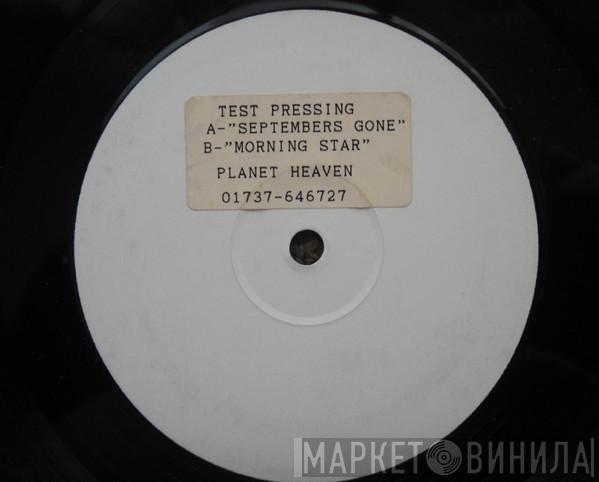 TEST PRESSING
A-"SEPTEMBERS GONE"
B-"MORNING STAR"
PLANET HEAVEN
01737-646727
МАРКЕТ ВИНИЛА